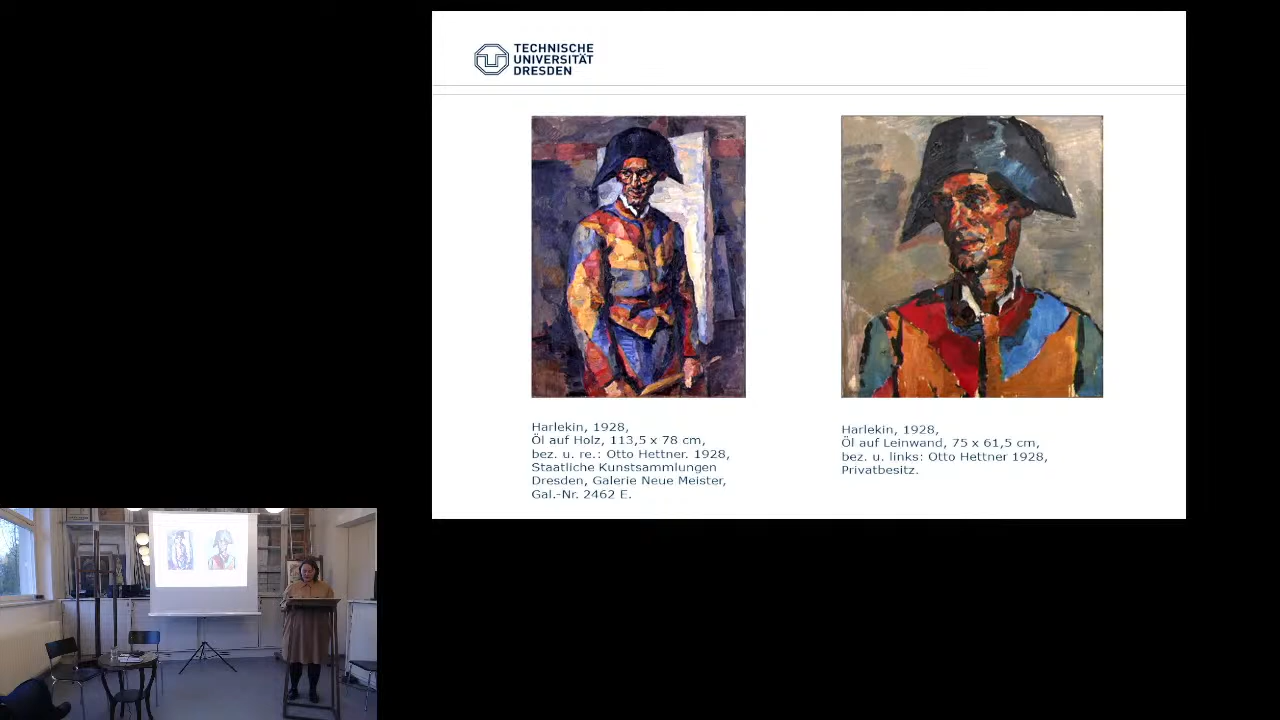 TECHNISCHE
UNIVERSITÄT
DRESDEN
Harlekin, 1928,
Öl auf Holz, 113,5 x 78 cm,
bez. u. re.: Otto Hettner. 1928,
Staatliche Kunstsammlungen
Dresden, Galerie Neue Meister,
Gal.-Nr. 2462 E.
Harlekin, 1928,
Öl auf Leinwand, 75 x 61,5 cm,
bez. u. links: Otto Hettner 1928,
Privatbesitz.